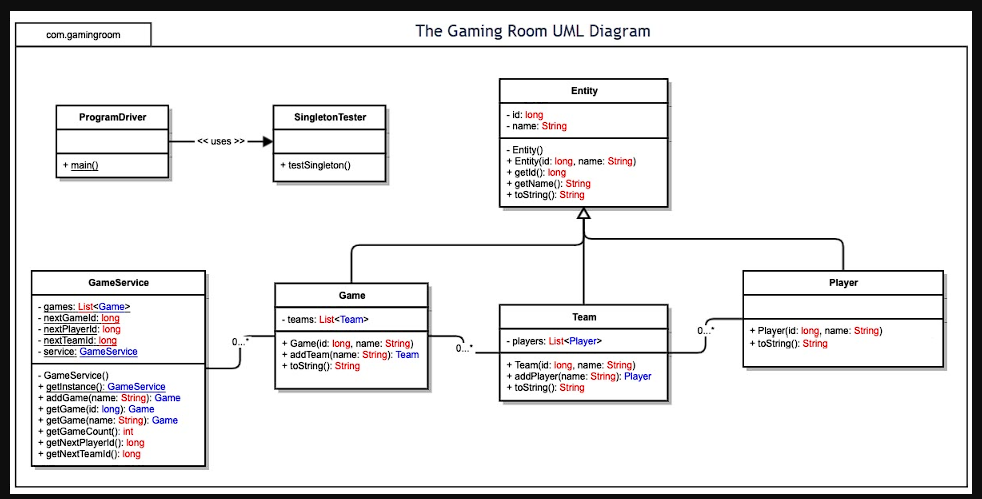 The Gaming Room UML Diagram
com.gamingroom
ProgramDriver
+ main()
<< uses >>
SingletonTester
+ testSingleton()
Entity
- id: long
- name: String
- Entity()
+ Entity(id: long, name: String)
+ getId(): long
+ getName(): String
+ toString(): String
GameService
- games: List<Game>
- nextGameId: long
- nextPlayerId: long
- nextTeamId: long
- service: GameService
- GameService()
+ getInstance(): GameService
+ addGame(name: String): Game
+ getGame(id: long): Game
+ getGame(name: String): Game
+ getGameCount(): int
+ getNextPlayerId(): long
+ getNextTeamId(): long
0...*
Game
- teams: List<Team>
+ Game(id: long, name: String)
+ addTeam(name: String): Team
+ toString(): String
0...*
Team
- players: List<Player>
+ Team(id: long, name: String)
+ addPlayer(name: String): Player
+ toString(): String
0...*
Player
+ Player(id: long, name: String)
+ toString(): String